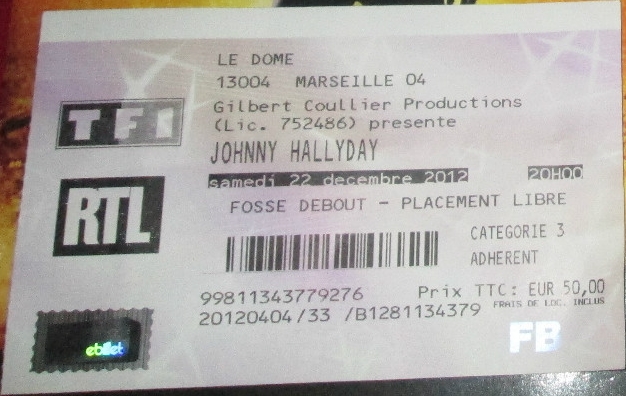 LE DOME
13004 MARSEILLE 04
Gilbert Coullier Productions
(Lic. 752486) presente
JOHNNY HALLYDAY
samedi 22 decembre 2012 20H00
FOSSE DEBOUT - PLACEMENT LIBRE
CATEGORIE 3
ADHERENT
99811343779276 Prix TTC: EUR 50,00
FRAIS DE LOC. INCLUS
20120404/33 /B1281134379
TF1
RTL
ebillet
FB